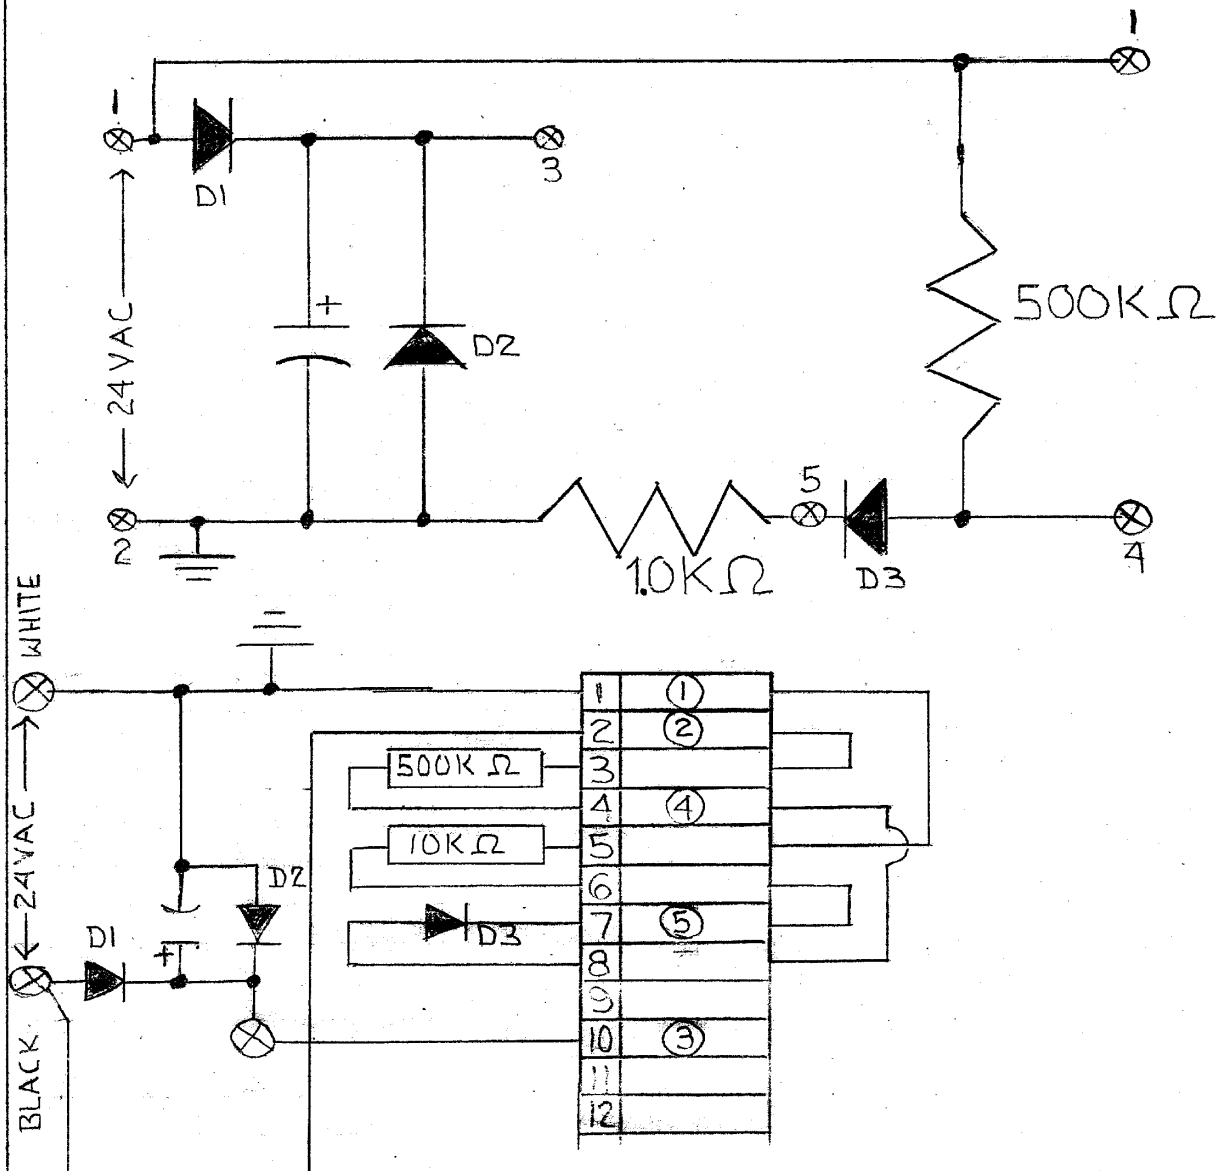 1
1
D1
3
+
24VAC
D2
500KΩ
5
2
1.0KΩ
D3
4
WHITE
1 ①
2 ②
500KΩ
3
4 ④
24VAC
10KΩ
5
D2
6
D1
D3
7 ⑤
+
8
9
10 ③
BLACK
11
12